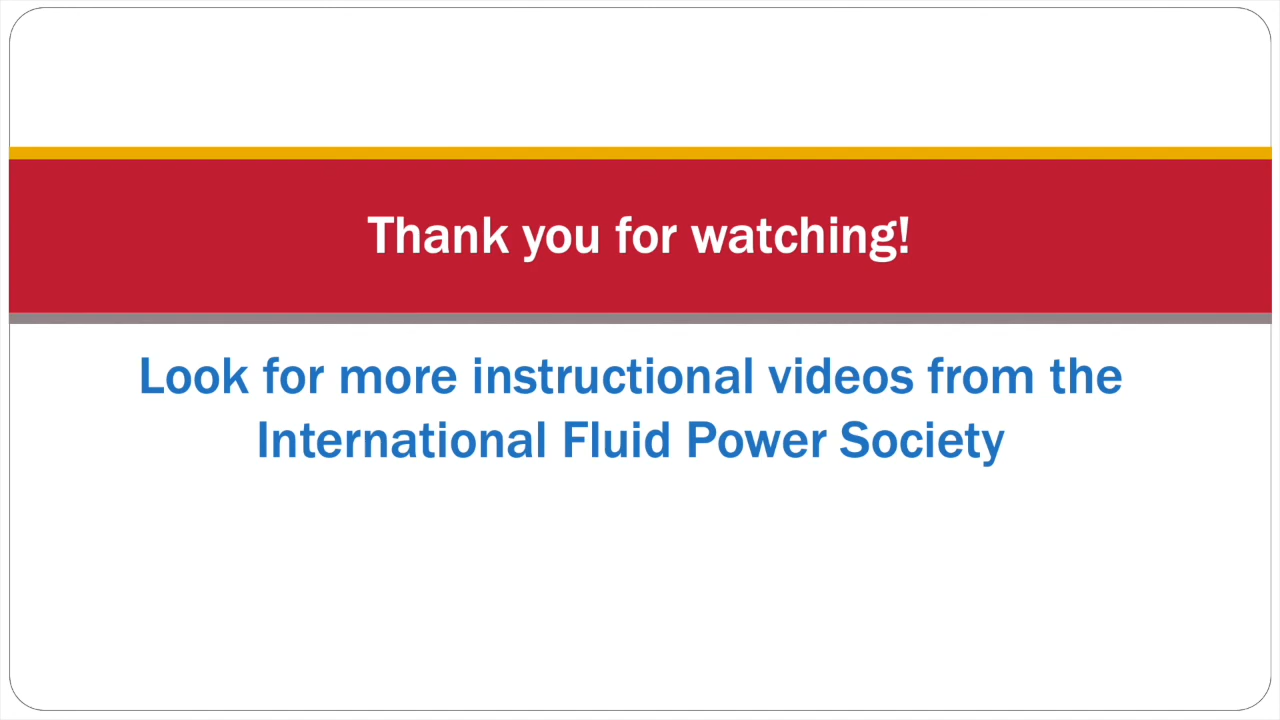 Thank you for watching!
Look for more instructional videos from the
International Fluid Power Society